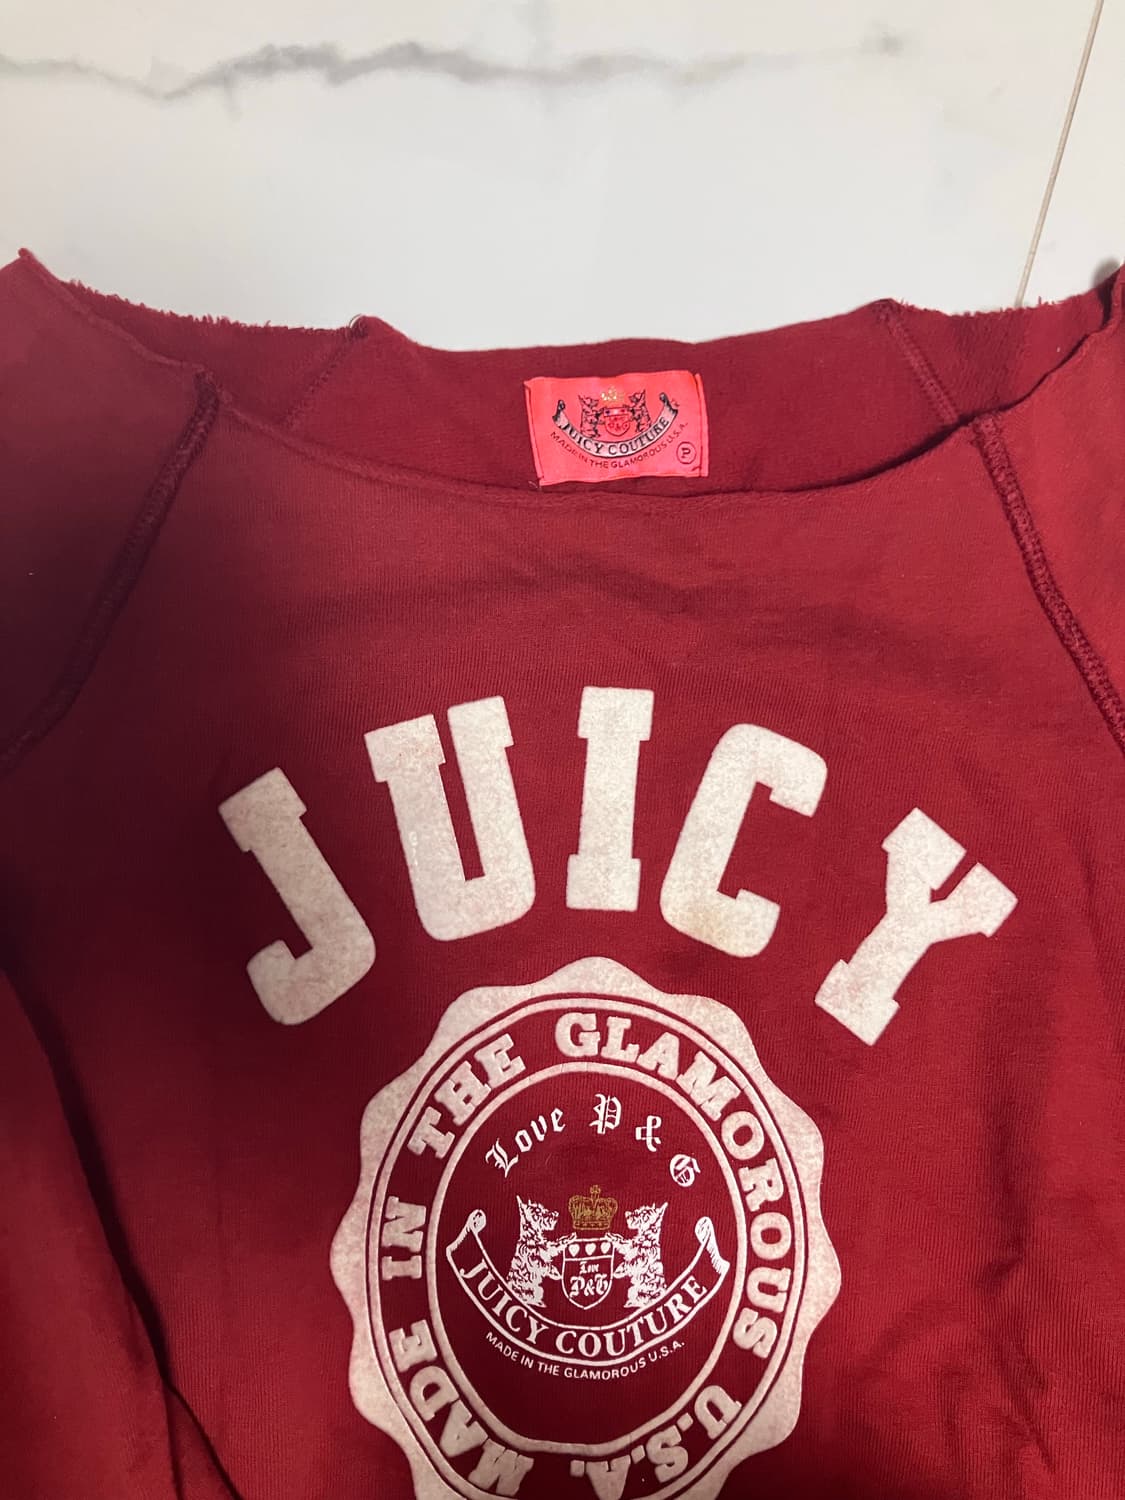 JUICY COUTURE
MADE IN THE GLAMOROUS U.S.A.
P
JUICY
MADE IN THE GLAMOROUS U.S.A.
Love P & G
Love
P&G
JUICY COUTURE
MADE IN THE GLAMOROUS U.S.A.